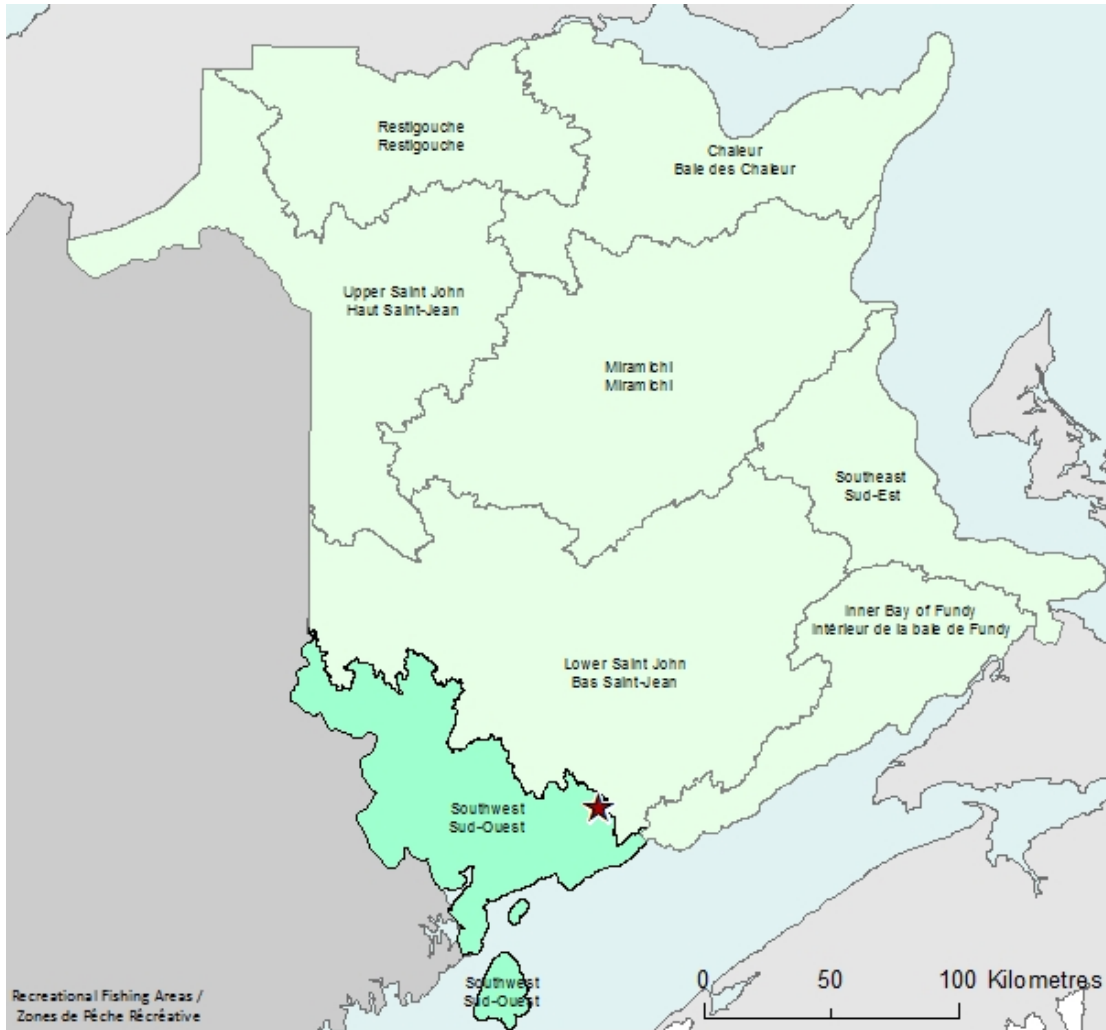 Restigouche
Restigouche
Chaleur
Baie des Chaleur
Upper Saint John
Haut Saint-Jean
Miramichi
Miramichi
Southeast
Sud-Est
Inner Bay of Fundy
Intérieur de la baie de Fundy
Lower Saint John
Bas Saint-Jean
Southwest
Sud-Ouest
Southwest
Sud-Ouest
0 50 100 Kilometres
Recreational Fishing Areas /
Zones de Pêche Récréative